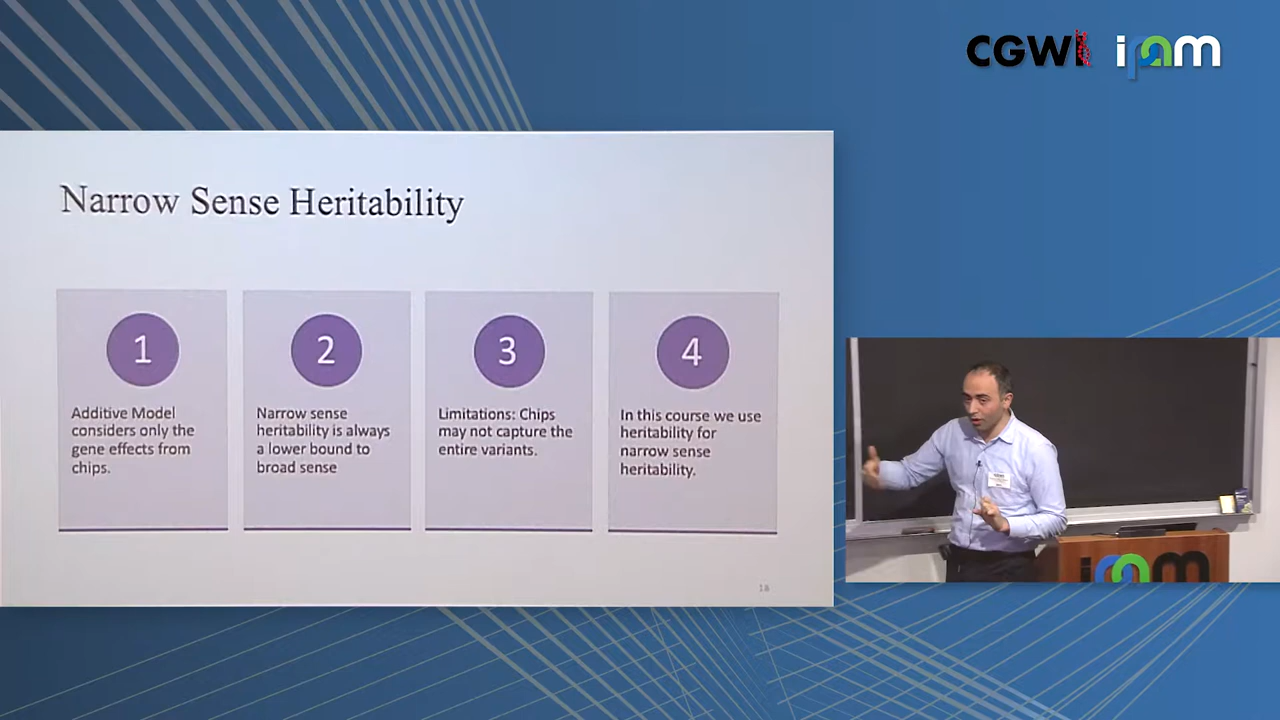 CGWI ipam
Narrow Sense Heritability
1
Additive Model
considers only the
gene effects from
chips.
2
Narrow sense
heritability is always
a lower bound to
broad sense
3
Limitations: Chips
may not capture the
entire variants.
4
In this course we use
heritability for
narrow sense
heritability.
18
ipam